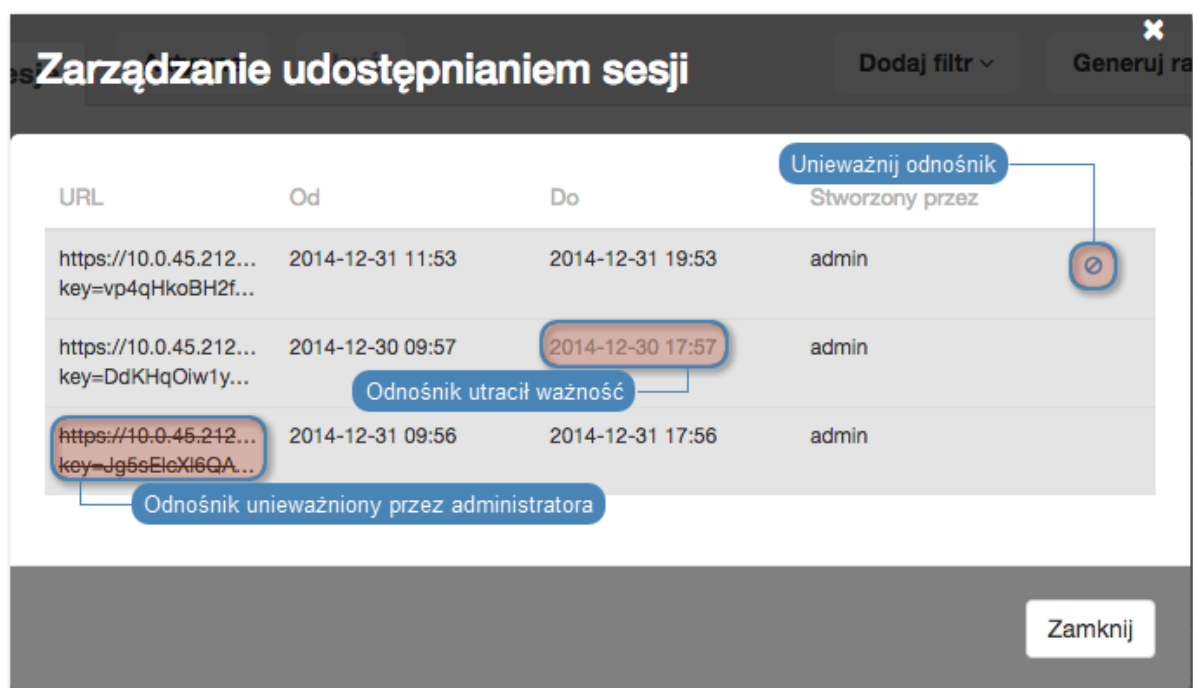 Zarządzanie udostępnianiem sesji
Dodaj filtr
Generuj ra
Unieważnij odnośnik
URL Od Do Stworzony przez
https://10.0.45.212... 2014-12-31 11:53 2014-12-31 19:53 admin
key=vp4qHkoBH2f...
https://10.0.45.212... 2014-12-30 09:57 2014-12-30 17:57 admin
key=DdKHqOiw1y...
Odnośnik utracił ważność
https://10.0.45.212... 2014-12-31 09:56 2014-12-31 17:56 admin
key=Jg5sElcXl6QA...
Odnośnik unieważniony przez administratora
Zamknij